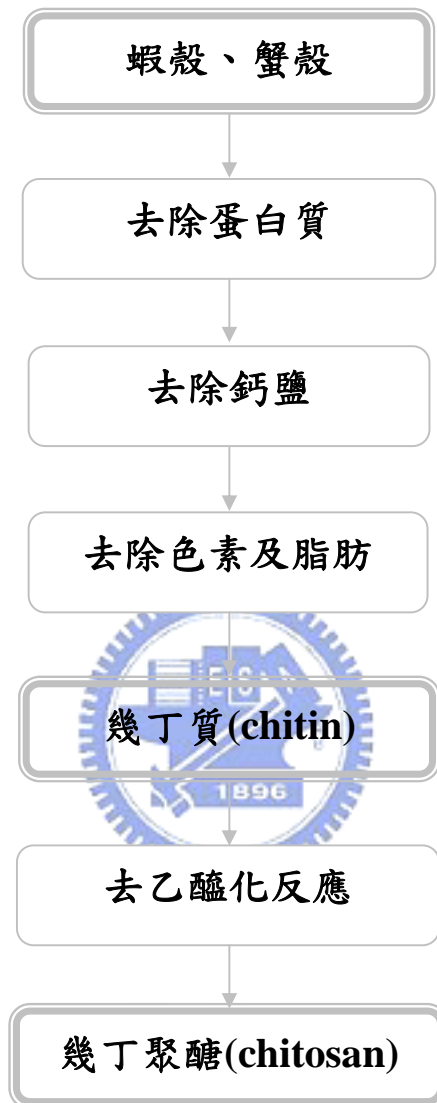 蝦殼、蟹殼
去除蛋白質
去除鈣鹽
去除色素及脂肪
幾丁質(chitin)
1896
去乙醯化反應
幾丁聚醣(chitosan)